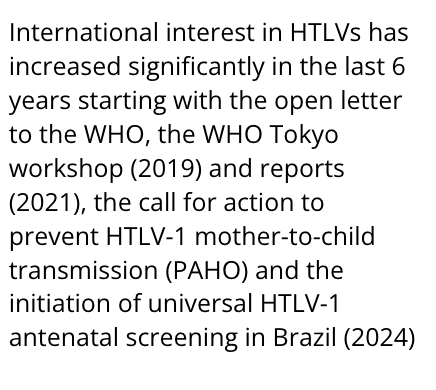 International interest in HTLVs has
increased significantly in the last 6
years starting with the open letter
to the WHO, the WHO Tokyo
workshop (2019) and reports
(2021), the call for action to
prevent HTLV-1 mother-to-child
transmission (PAHO) and the
initiation of universal HTLV-1
antenatal screening in Brazil (2024)